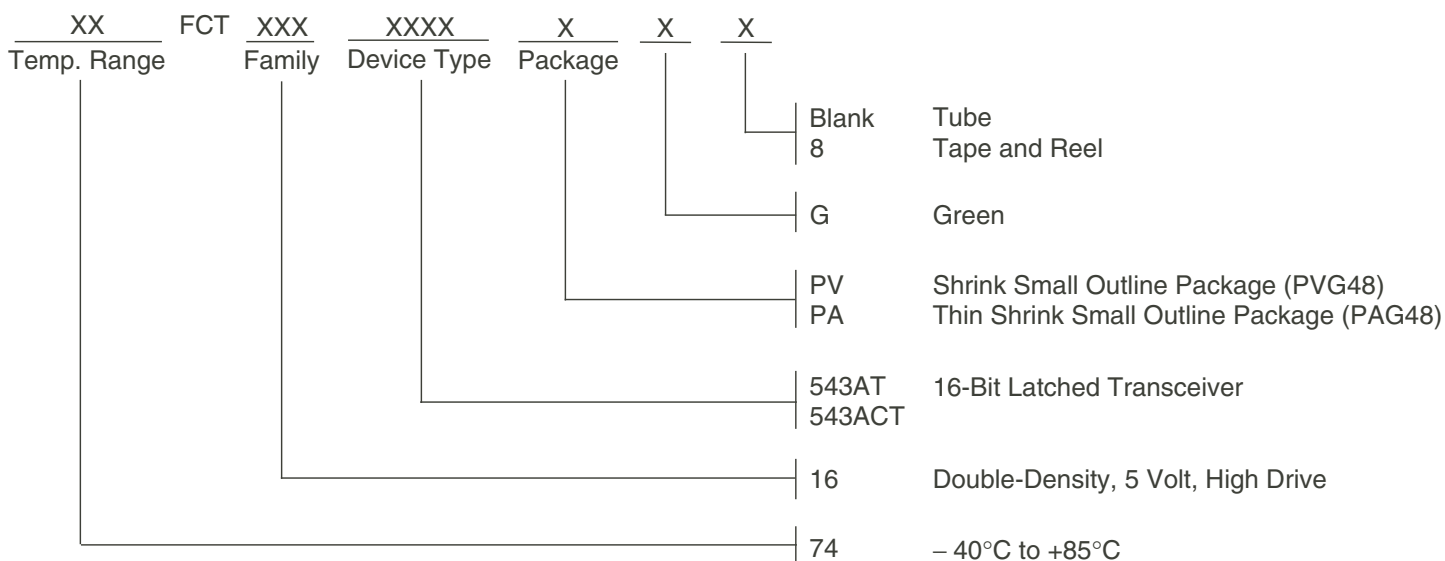 XX FCT XXX XXXX X X X
Temp. Range Family Device Type Package
Blank Tube
8 Tape and Reel
G Green
PV Shrink Small Outline Package (PVG48)
PA Thin Shrink Small Outline Package (PAG48)
543AT 16-Bit Latched Transceiver
543ACT
16 Double-Density, 5 Volt, High Drive
74 – 40°C to +85°C